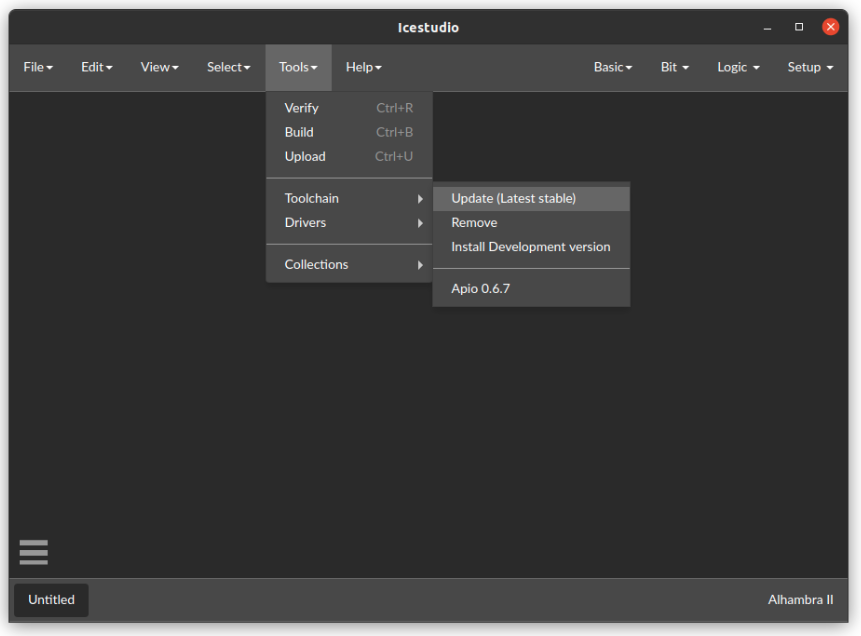 Icestudio
File Edit View Select Tools Help Basic Bit Logic Setup
Verify Ctrl+R
Build Ctrl+B
Upload Ctrl+U
Toolchain
Drivers
Collections
Update (Latest stable)
Remove
Install Development version
Apio 0.6.7
Untitled
Alhambra II